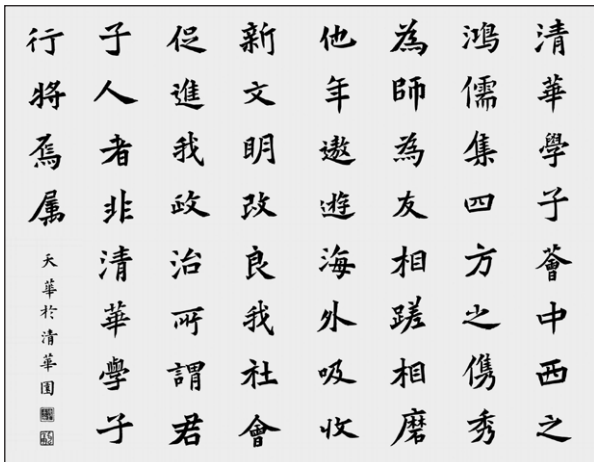 清華學子薈中西之
鴻儒集四方之儁秀
為師為友相蹉相磨
他年遨遊海外吸收
新文明改良我社會
促進我政治所謂君
子人者非清華學子
行將焉属
天華於清華園